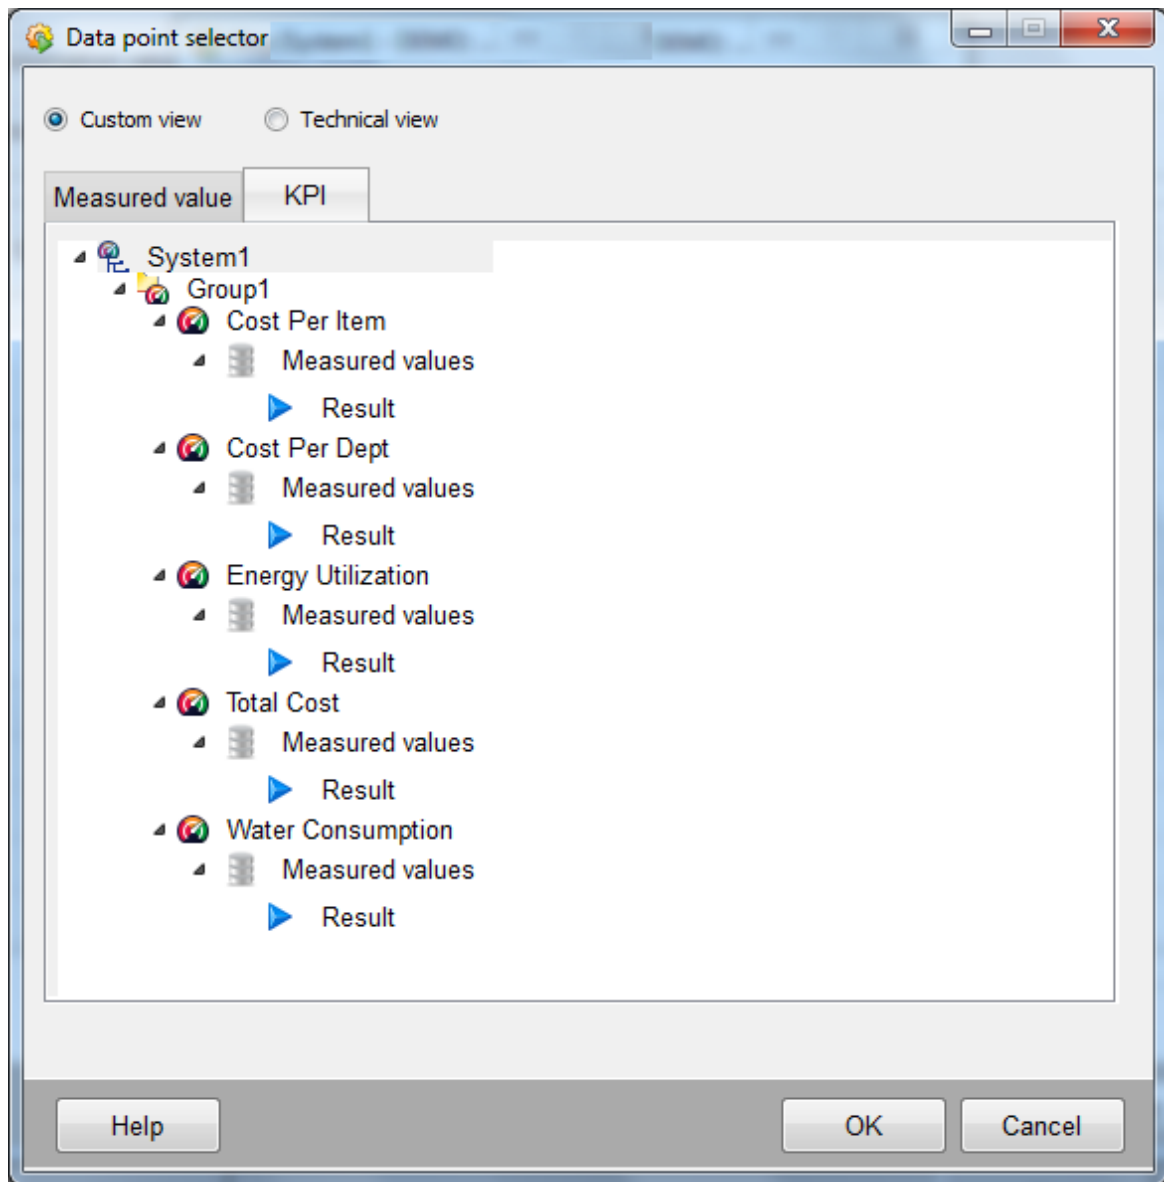 Data point selector
Custom view Technical view
Measured value KPI
System1
Group1
Cost Per Item
Measured values
Result
Cost Per Dept
Measured values
Result
Energy Utilization
Measured values
Result
Total Cost
Measured values
Result
Water Consumption
Measured values
Result
Help OK Cancel